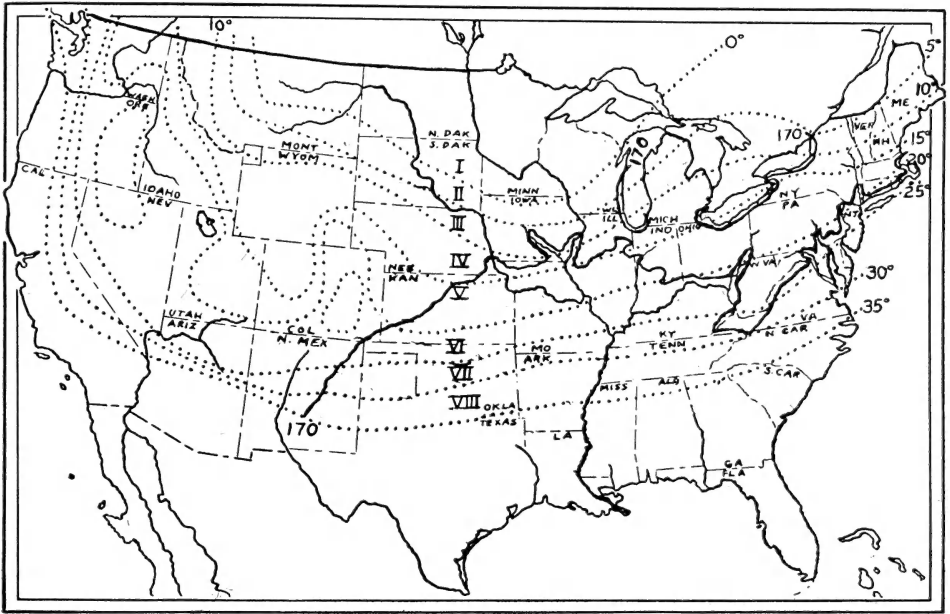 10°
0°
5°
WASH
ORE
10°
ME
170
VER
NH
15°
N. DAK
S. DAK
MONT
WYOM
I
170
20°
CAL
IDAHO
NEV
II
MINN
IOWA
NY
PA
25°
III
WIS
ILL
MICH
IND
OHIO
NJ
IV
NEB
KAN
W VA
30°
V
UTAH
ARIZ
COL
N. MEX
VA
N CAR
35°
VI
MO
ARK
KY
TENN
VII
S. CAR
VIII
OKLA
TEXAS
MISS
ALA
170
LA
GA
FLA